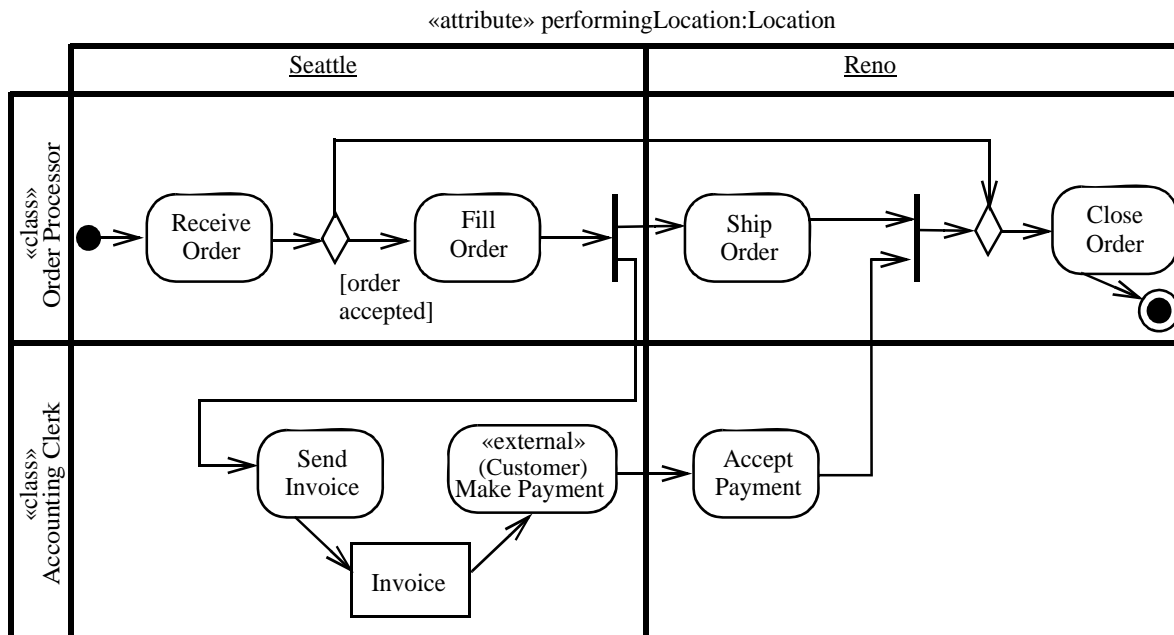 «attribute» performingLocation:Location
Seattle
Reno
«class»
Order Processor
Receive
Order
[order
accepted]
Fill
Order
Ship
Order
Close
Order
«class»
Accounting Clerk
Send
Invoice
Invoice
«external»
(Customer)
Make Payment
Accept
Payment